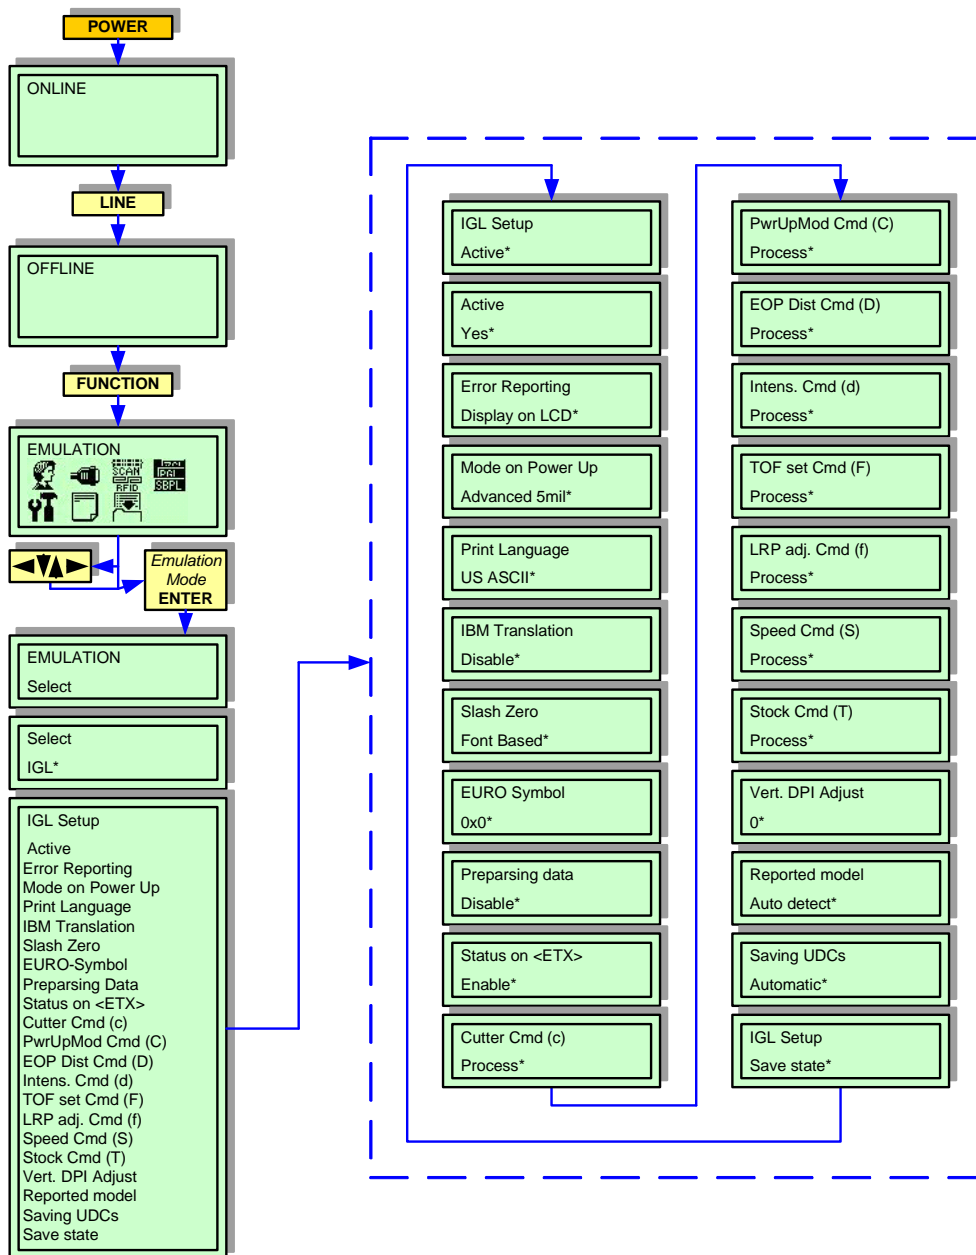 POWER
ONLINE
LINE
OFFLINE
FUNCTION
EMULATION
SCAN
RFID
PGL
SBPL
Emulation
Mode
ENTER
EMULATION
Select
Select
IGL*
IGL Setup
Active
Error Reporting
Mode on Power Up
Print Language
IBM Translation
Slash Zero
EURO-Symbol
Preparsing Data
Status on <ETX>
Cutter Cmd (c)
PwrUpMod Cmd (C)
EOP Dist Cmd (D)
Intens. Cmd (d)
TOF set Cmd (F)
LRP adj. Cmd (f)
Speed Cmd (S)
Stock Cmd (T)
Vert. DPI Adjust
Reported model
Saving UDCs
Save state
IGL Setup
Active*
Active
Yes*
Error Reporting
Display on LCD*
Mode on Power Up
Advanced 5mil*
Print Language
US ASCII*
IBM Translation
Disable*
Slash Zero
Font Based*
EURO Symbol
0x0*
Preparsing data
Disable*
Status on <ETX>
Enable*
Cutter Cmd (c)
Process*
PwrUpMod Cmd (C)
Process*
EOP Dist Cmd (D)
Process*
Intens. Cmd (d)
Process*
TOF set Cmd (F)
Process*
LRP adj. Cmd (f)
Process*
Speed Cmd (S)
Process*
Stock Cmd (T)
Process*
Vert. DPI Adjust
0*
Reported model
Auto detect*
Saving UDCs
Automatic*
IGL Setup
Save state*